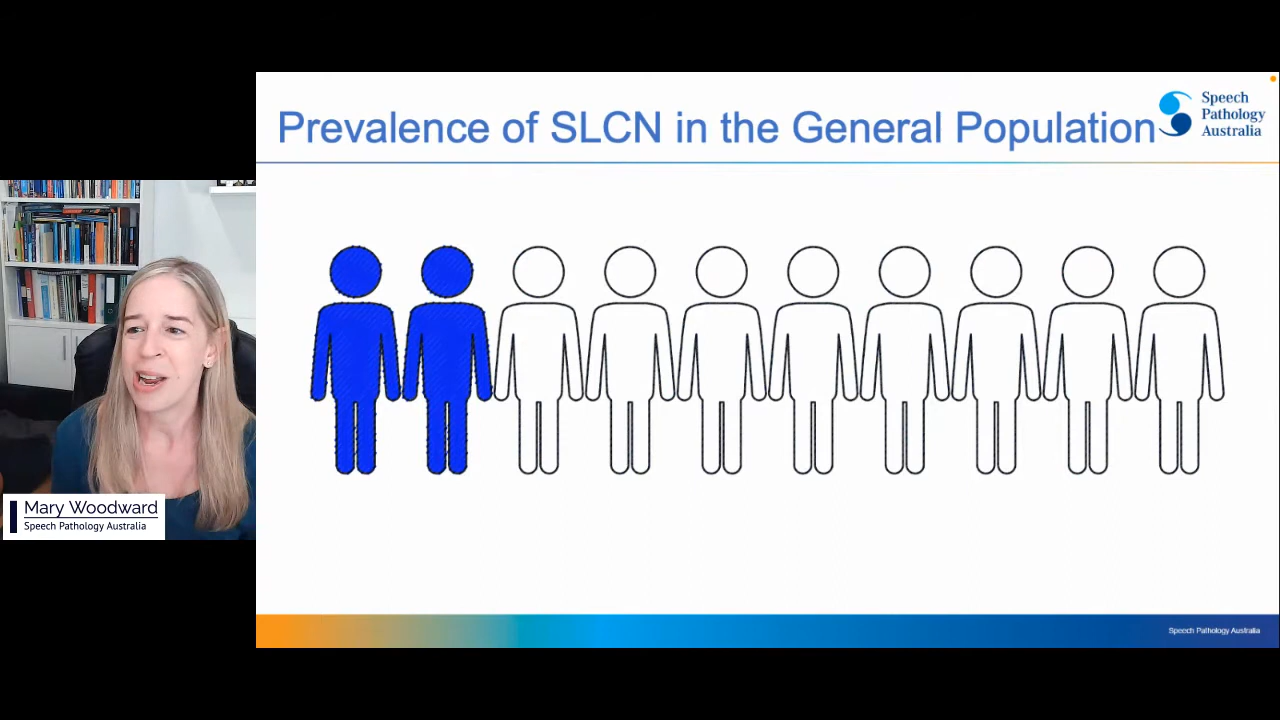 Prevalence of SLCN in the General Population
Speech
Pathology
Australia
Mary Woodward
Speech Pathology Australia
Speech Pathology Australia